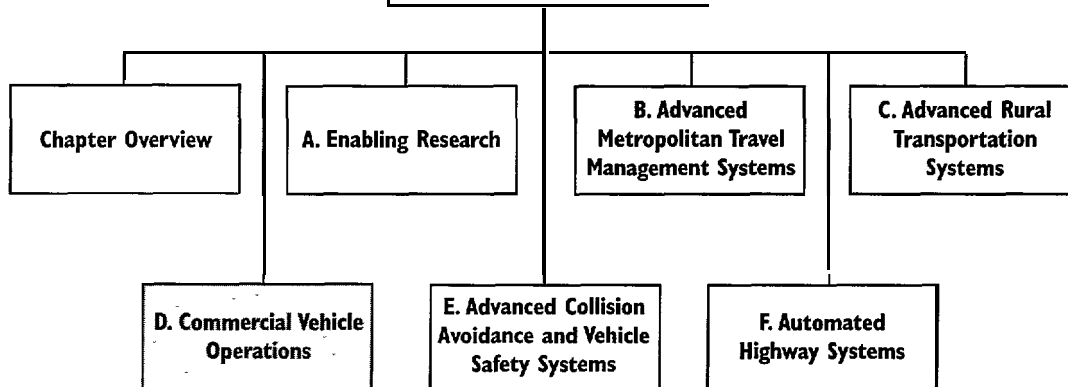 Chapter Overview
A. Enabling Research
B. Advanced
Metropolitan Travel
Management Systems
C. Advanced Rural
Transportation
Systems
D. Commercial Vehicle
Operations
E. Advanced Collision
Avoidance and Vehicle
Safety Systems
F. Automated
Highway Systems